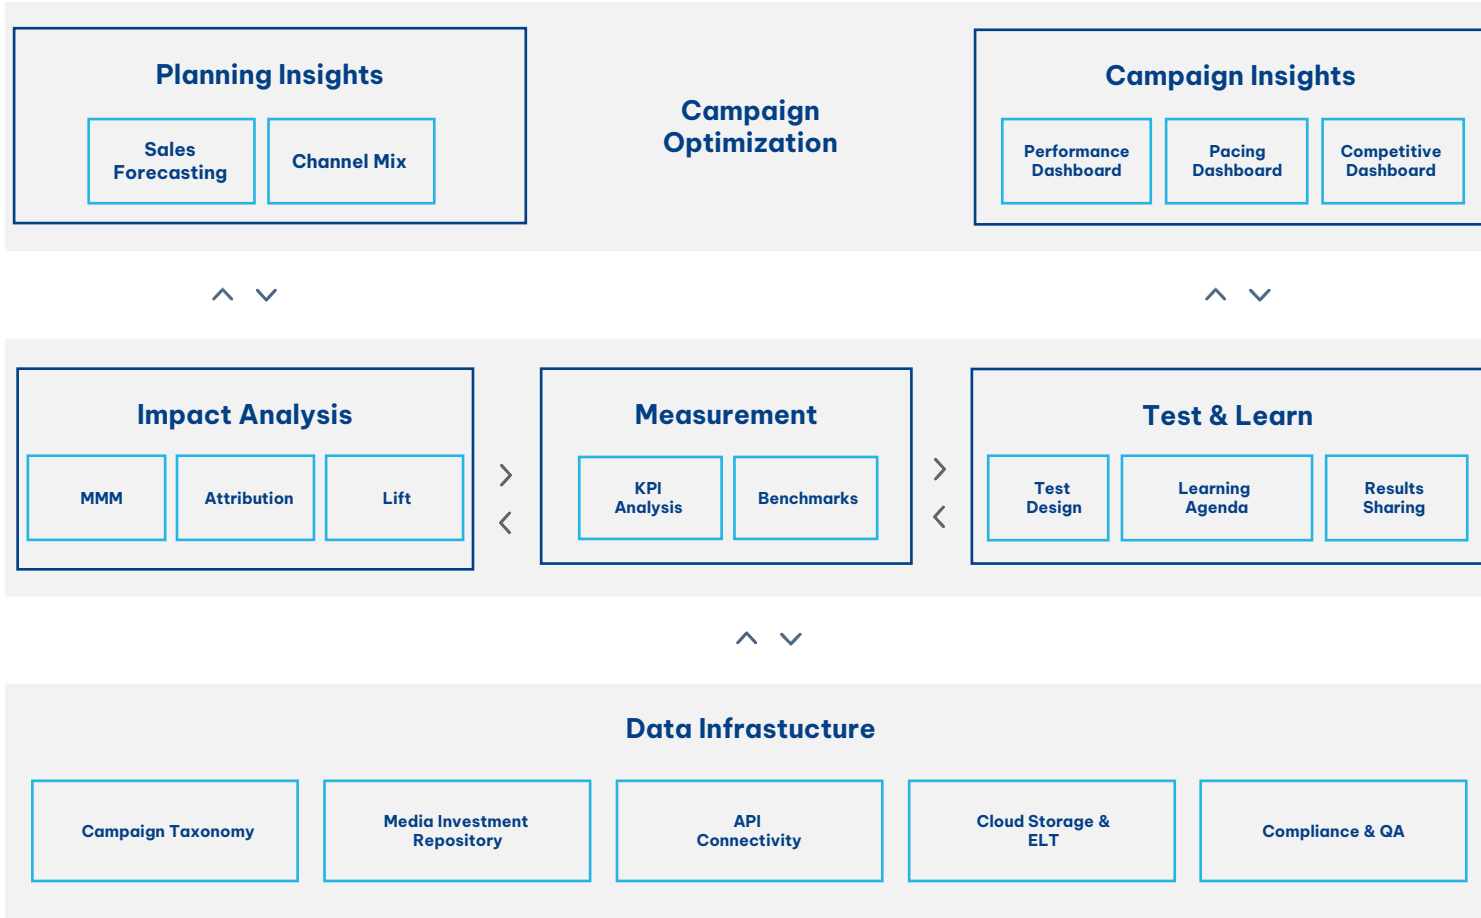 Planning Insights
Sales
Forecasting
Channel Mix
Campaign
Optimization
Campaign Insights
Performance
Dashboard
Pacing
Dashboard
Competitive
Dashboard
Impact Analysis
MMM
Attribution
Lift
Measurement
KPI
Analysis
Benchmarks
Test & Learn
Test
Design
Learning
Agenda
Results
Sharing
Data Infrastucture
Campaign Taxonomy
Media Investment
Repository
API
Connectivity
Cloud Storage &
ELT
Compliance & QA